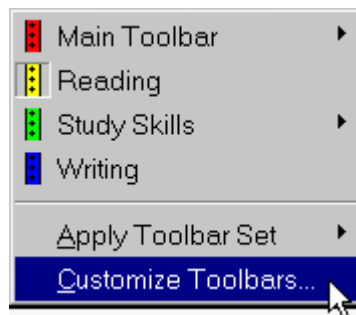 Main Toolbar
Reading
Study Skills
Writing
Apply Toolbar Set
Customize Toolbars...